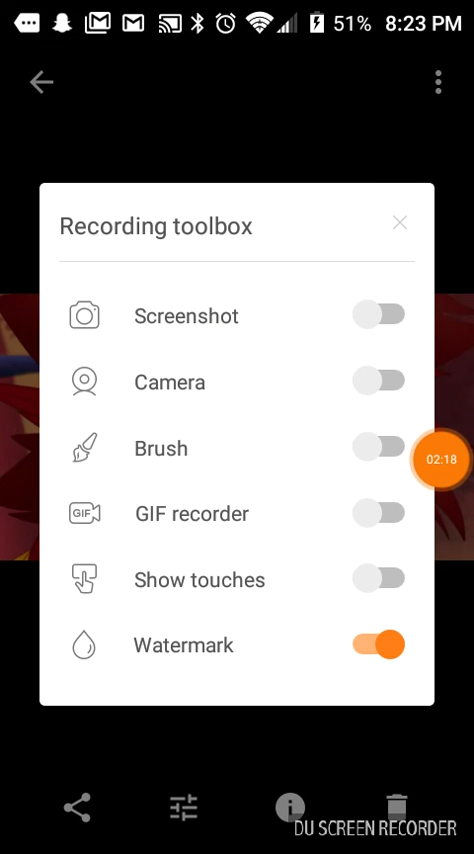 51% 8:23 PM
Recording toolbox
Screenshot
Camera
Brush
02:18
GIF GIF recorder
Show touches
Watermark
DU SCREEN RECORDER